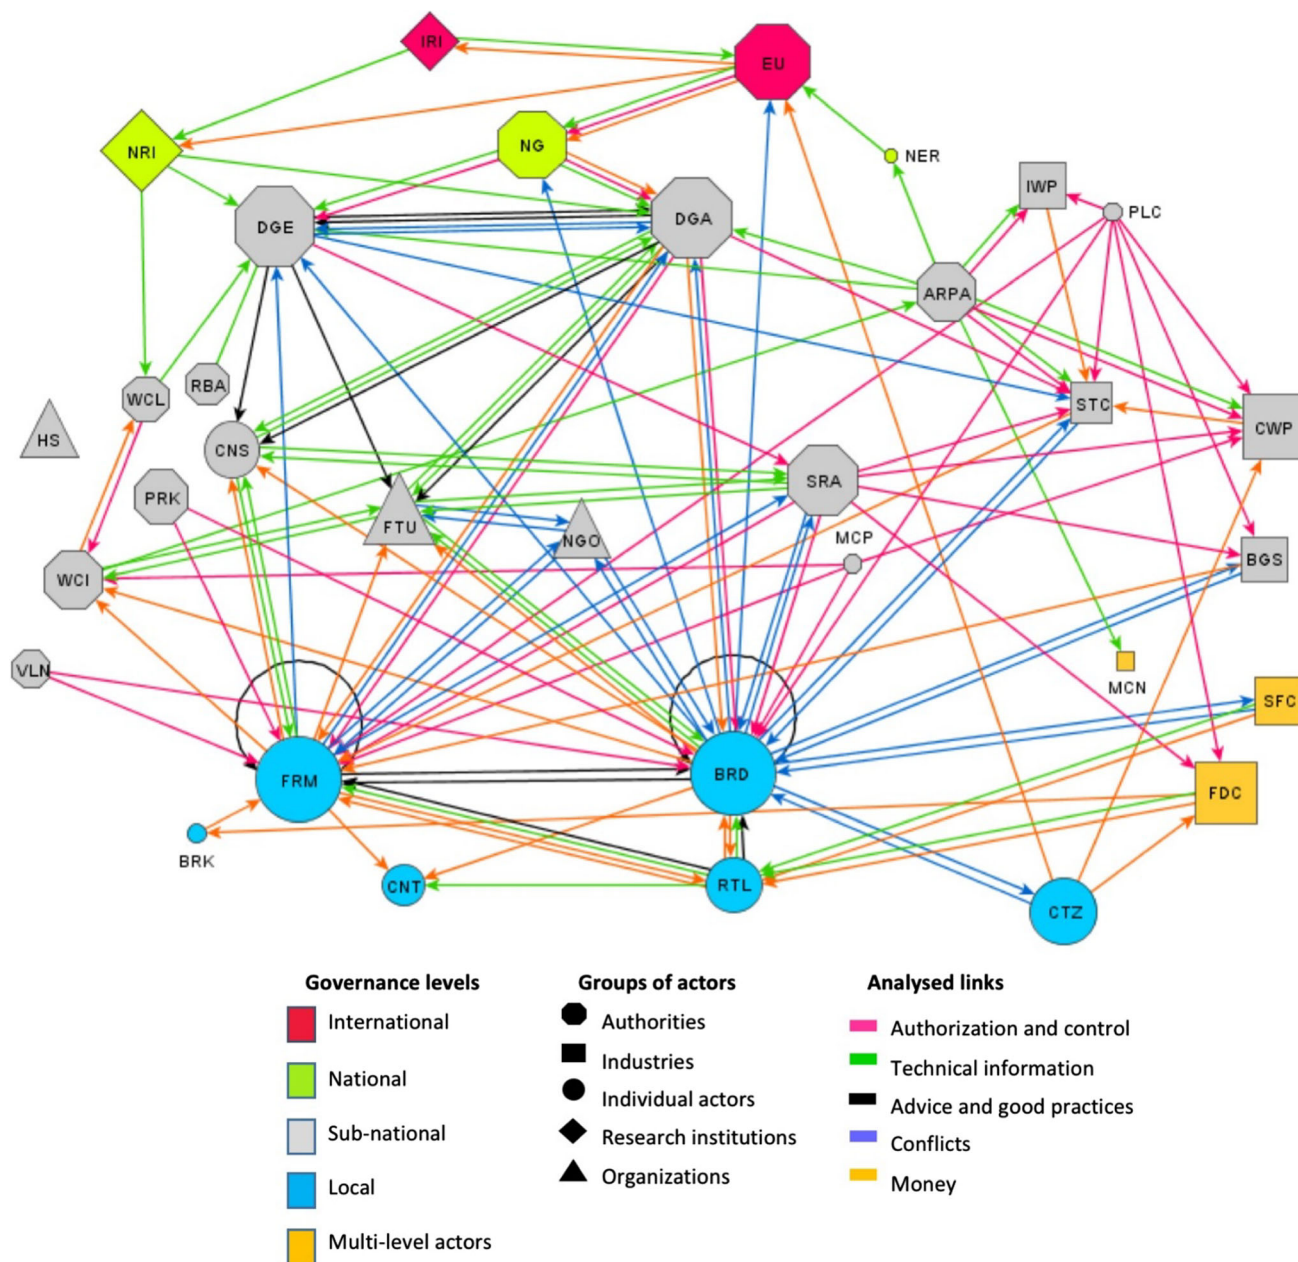 IRI
EU
NG
NRI
NER
IWP
PLC
DGE
DGA
ARPA
RBA
WCL
STC
HS
CNS
CWP
PRK
SRA
FTU
NGO
MCP
WCI
BGS
VLN
MCN
SFC
FRM
BRD
FDC
BRK
CNT
RTL
CTZ
Governance levels
International
National
Sub-national
Local
Multi-level actors
Groups of actors
Authorities
Industries
Individual actors
Research institutions
Organizations
Analysed links
Authorization and control
Technical information
Advice and good practices
Conflicts
Money